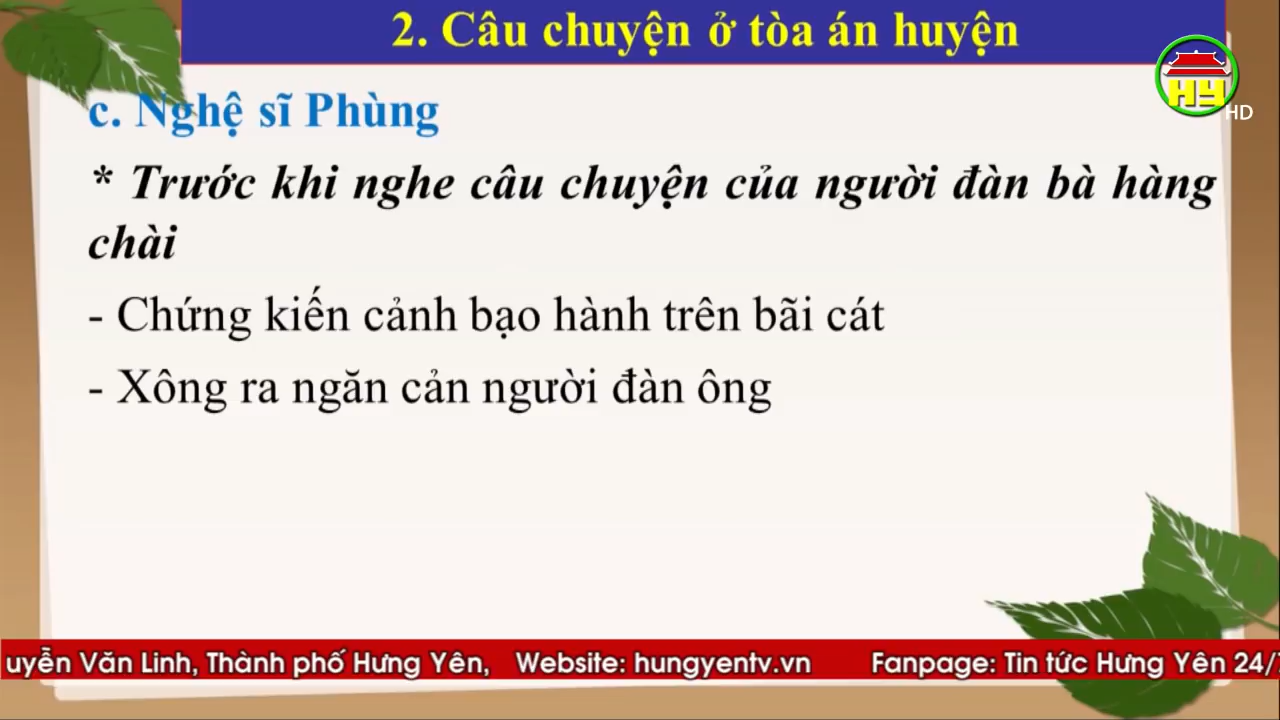 2. Câu chuyện ở tòa án huyện
HY
HD
c. Nghệ sĩ Phùng
* Trước khi nghe câu chuyện của người đàn bà hàng
chài
- Chứng kiến cảnh bạo hành trên bãi cát
- Xông ra ngăn cản người đàn ông
uyễn Văn Linh, Thành phố Hưng Yên, Website: hungyentv.vn Fanpage: Tin tức Hưng Yên 24/